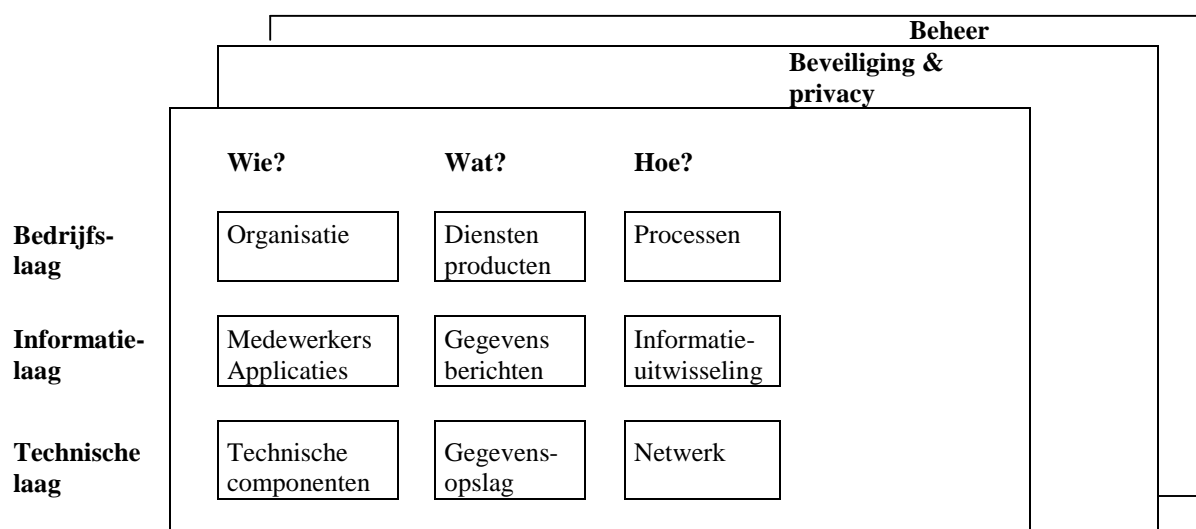 Beheer
Beveiliging &
privacy
Wie? Wat? Hoe?
Bedrijfs-
laag
Organisatie
Diensten
producten
Processen
Informatie-
laag
Medewerkers
Applicaties
Gegevens
berichten
Informatie-
uitwisseling
Technische
laag
Technische
componenten
Gegevens-
opslag
Netwerk